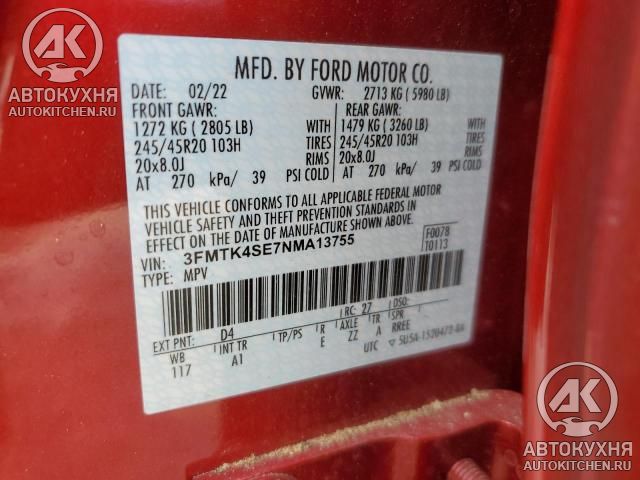 АК
АВТОКУХНЯ
AUTOKITCHEN.RU
MFD. BY FORD MOTOR CO.
DATE: 02/22 GVWR: 2713 KG ( 5980 LB)
FRONT GAWR: REAR GAWR:
1272 KG ( 2805 LB) WITH 1479 KG ( 3260 LB) WITH
245/45R20 103H TIRES 245/45R20 103H TIRES
20x8.0J RIMS 20x8.0J RIMS
AT 270 kPa/ 39 PSI COLD AT 270 kPa/ 39 PSI COLD
THIS VEHICLE CONFORMS TO ALL APPLICABLE FEDERAL MOTOR
VEHICLE SAFETY AND THEFT PREVENTION STANDARDS IN
EFFECT ON THE DATE OF MANUFACTURE SHOWN ABOVE.
VIN: 3FMTK4SE7NMA13755 F0078
TYPE: MPV T0113
EXT PNT: D4 RC: 27 DSO:
WB INT TR TP/PS R AXLE TR SPR
117 A1 E ZZ A RREE
UTC
АК
АВТОКУХНЯ
AUTOKITCHEN.RU